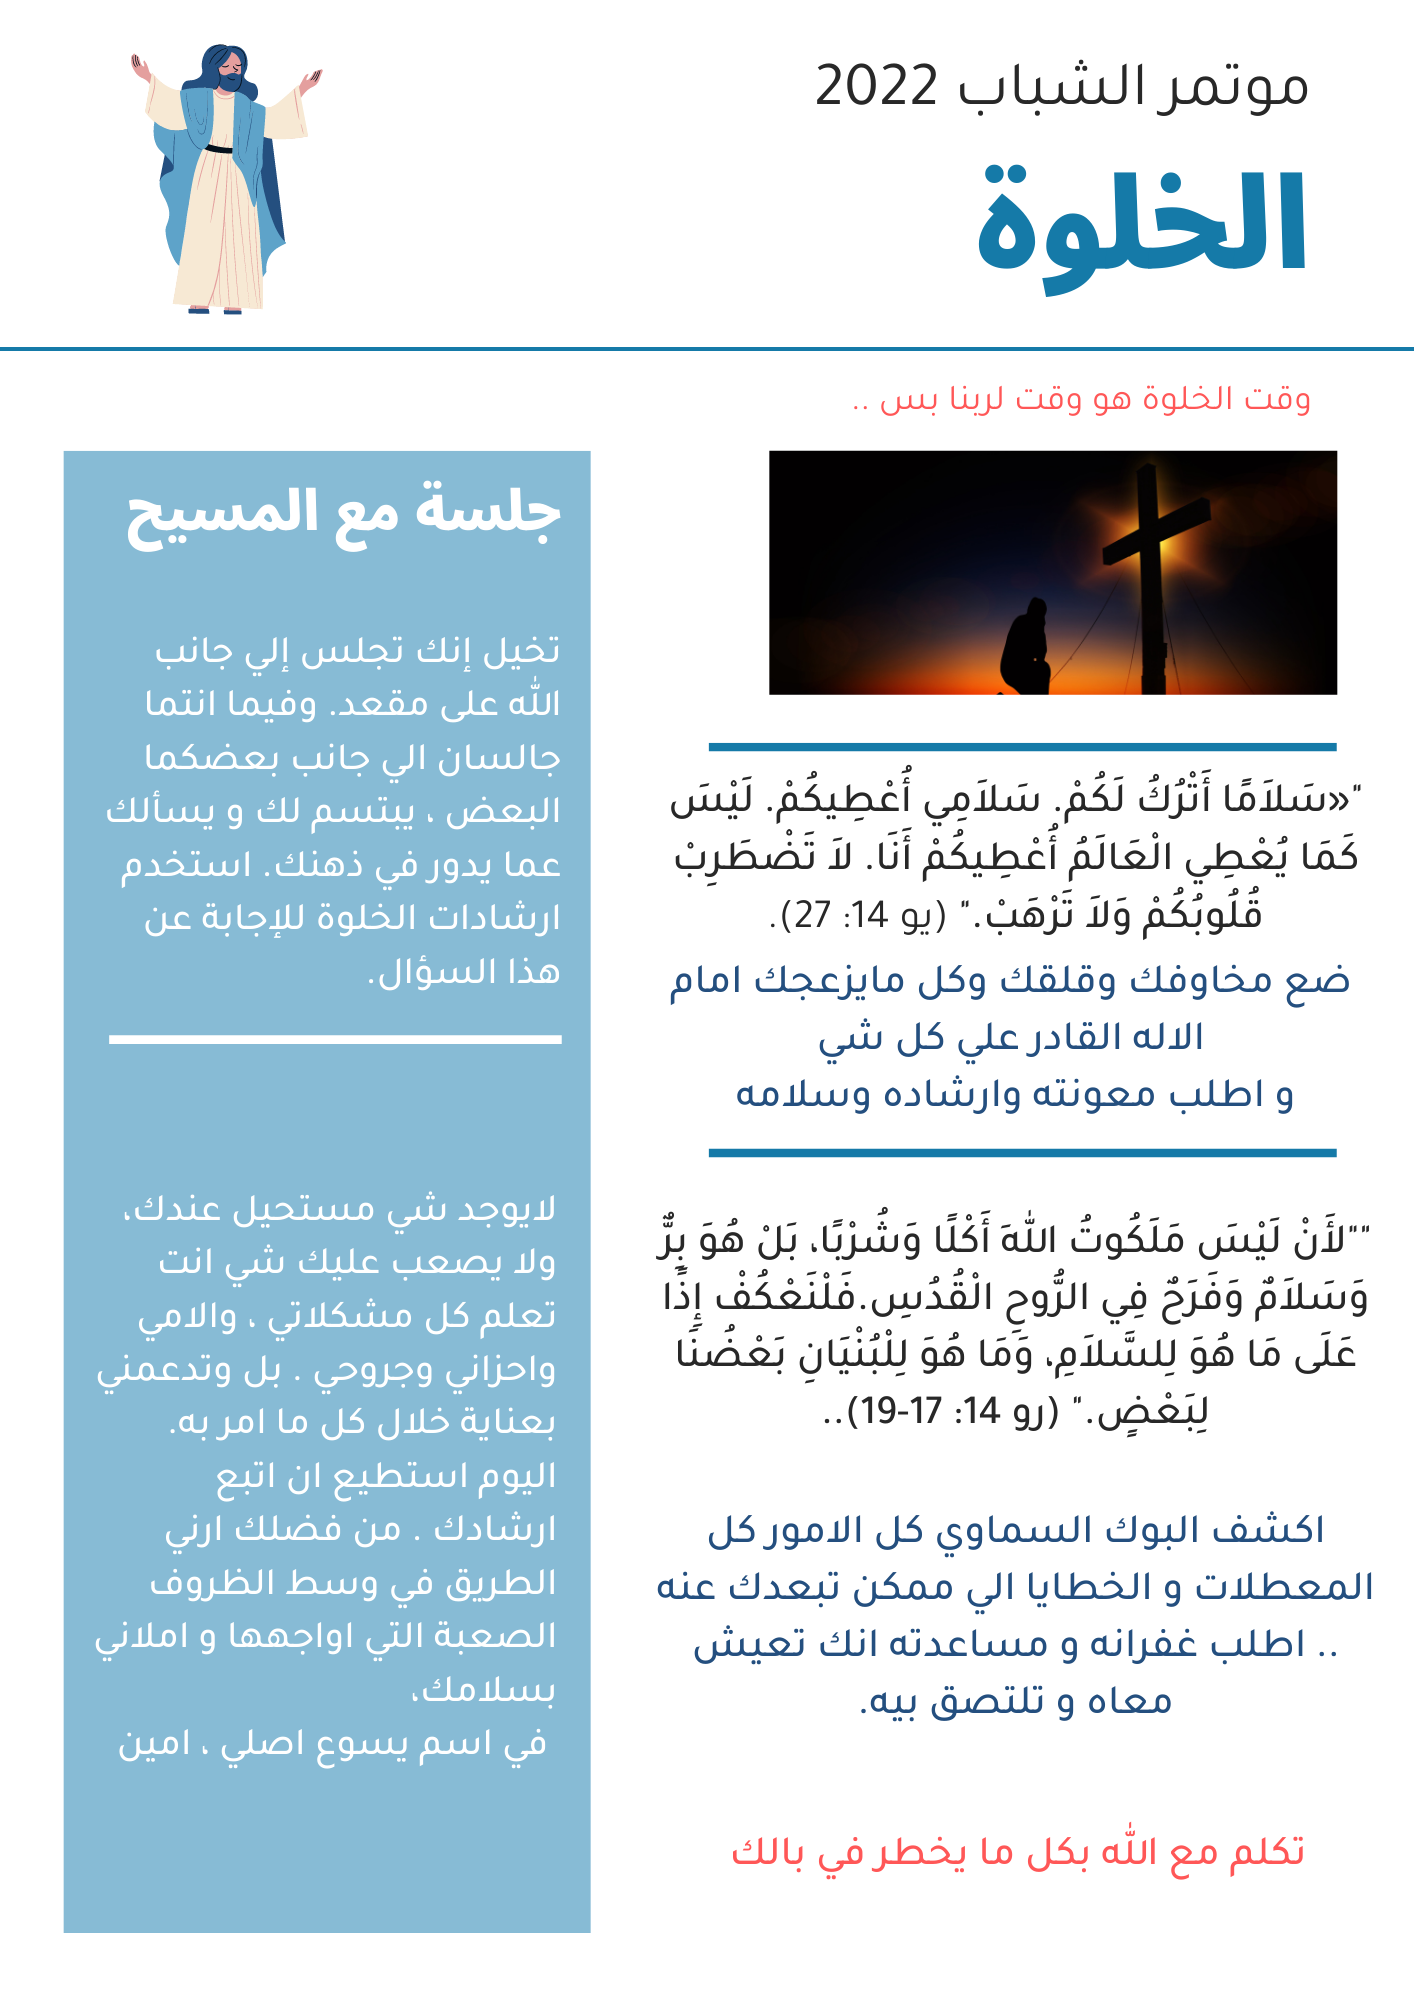 موتمر الشباب 2022
الخلوة
وقت الخلوة هو وقت لربنا بس ..
"«سَلاَمًا أَتْرُكُ لَكُمْ. سَلاَمِي أُعْطِيكُمْ. لَيْسَ
كَمَا يُعْطِي الْعَالَمُ أُعْطِيكُمْ أَنَا. لاَ تَضْطَرِبْ
قُلُوبُكُمْ وَلاَ تَرْهَبْ." (يو 14: 27).
ضع مخاوفك وقلقك وكل مايزعجك امام
الاله القادر علي كل شي
و اطلب معونته وارشاده وسلامه
""لأَنْ لَيْسَ مَلَكُوتُ اللهِ أَكْلًا وَشُرْبًا، بَلْ هُوَ بِرٌّ
وَسَلاَمٌ وَفَرَحٌ فِي الرُّوحِ الْقُدُسِ.فَلْنَعْكُفْ إِذًا
عَلَى مَا هُوَ لِلسَّلاَمِ، وَمَا هُوَ لِلْبُنْيَانِ بَعْضُنَا
لِبَعْضٍ." (رو 14: 17-19)..
اكشف البوك السماوي كل الامور كل
المعطلات و الخطايا الي ممكن تبعدك عنه
.. اطلب غفرانه و مساعدته انك تعيش
معاه و تلتصق بيه.
تكلم مع الله بكل ما يخطر في بالك
جلسة مع المسيح
تخيل إنك تجلس إلي جانب
الله على مقعد. وفيما انتما
جالسان الي جانب بعضكما
البعض ، يبتسم لك و يسألك
عما يدور في ذهنك. استخدم
ارشادات الخلوة للإجابة عن
هذا السؤال.
لايوجد شي مستحيل عندك،
ولا يصعب عليك شي انت
تعلم كل مشكلاتي ، والامي
واحزاني وجروحي . بل وتدعمني
بعناية خلال كل ما امر به.
اليوم استطيع ان اتبع
ارشادك . من فضلك ارني
الطريق في وسط الظروف
الصعبة التي اواجهها و املاني
بسلامك،
في اسم يسوع اصلي ، امين